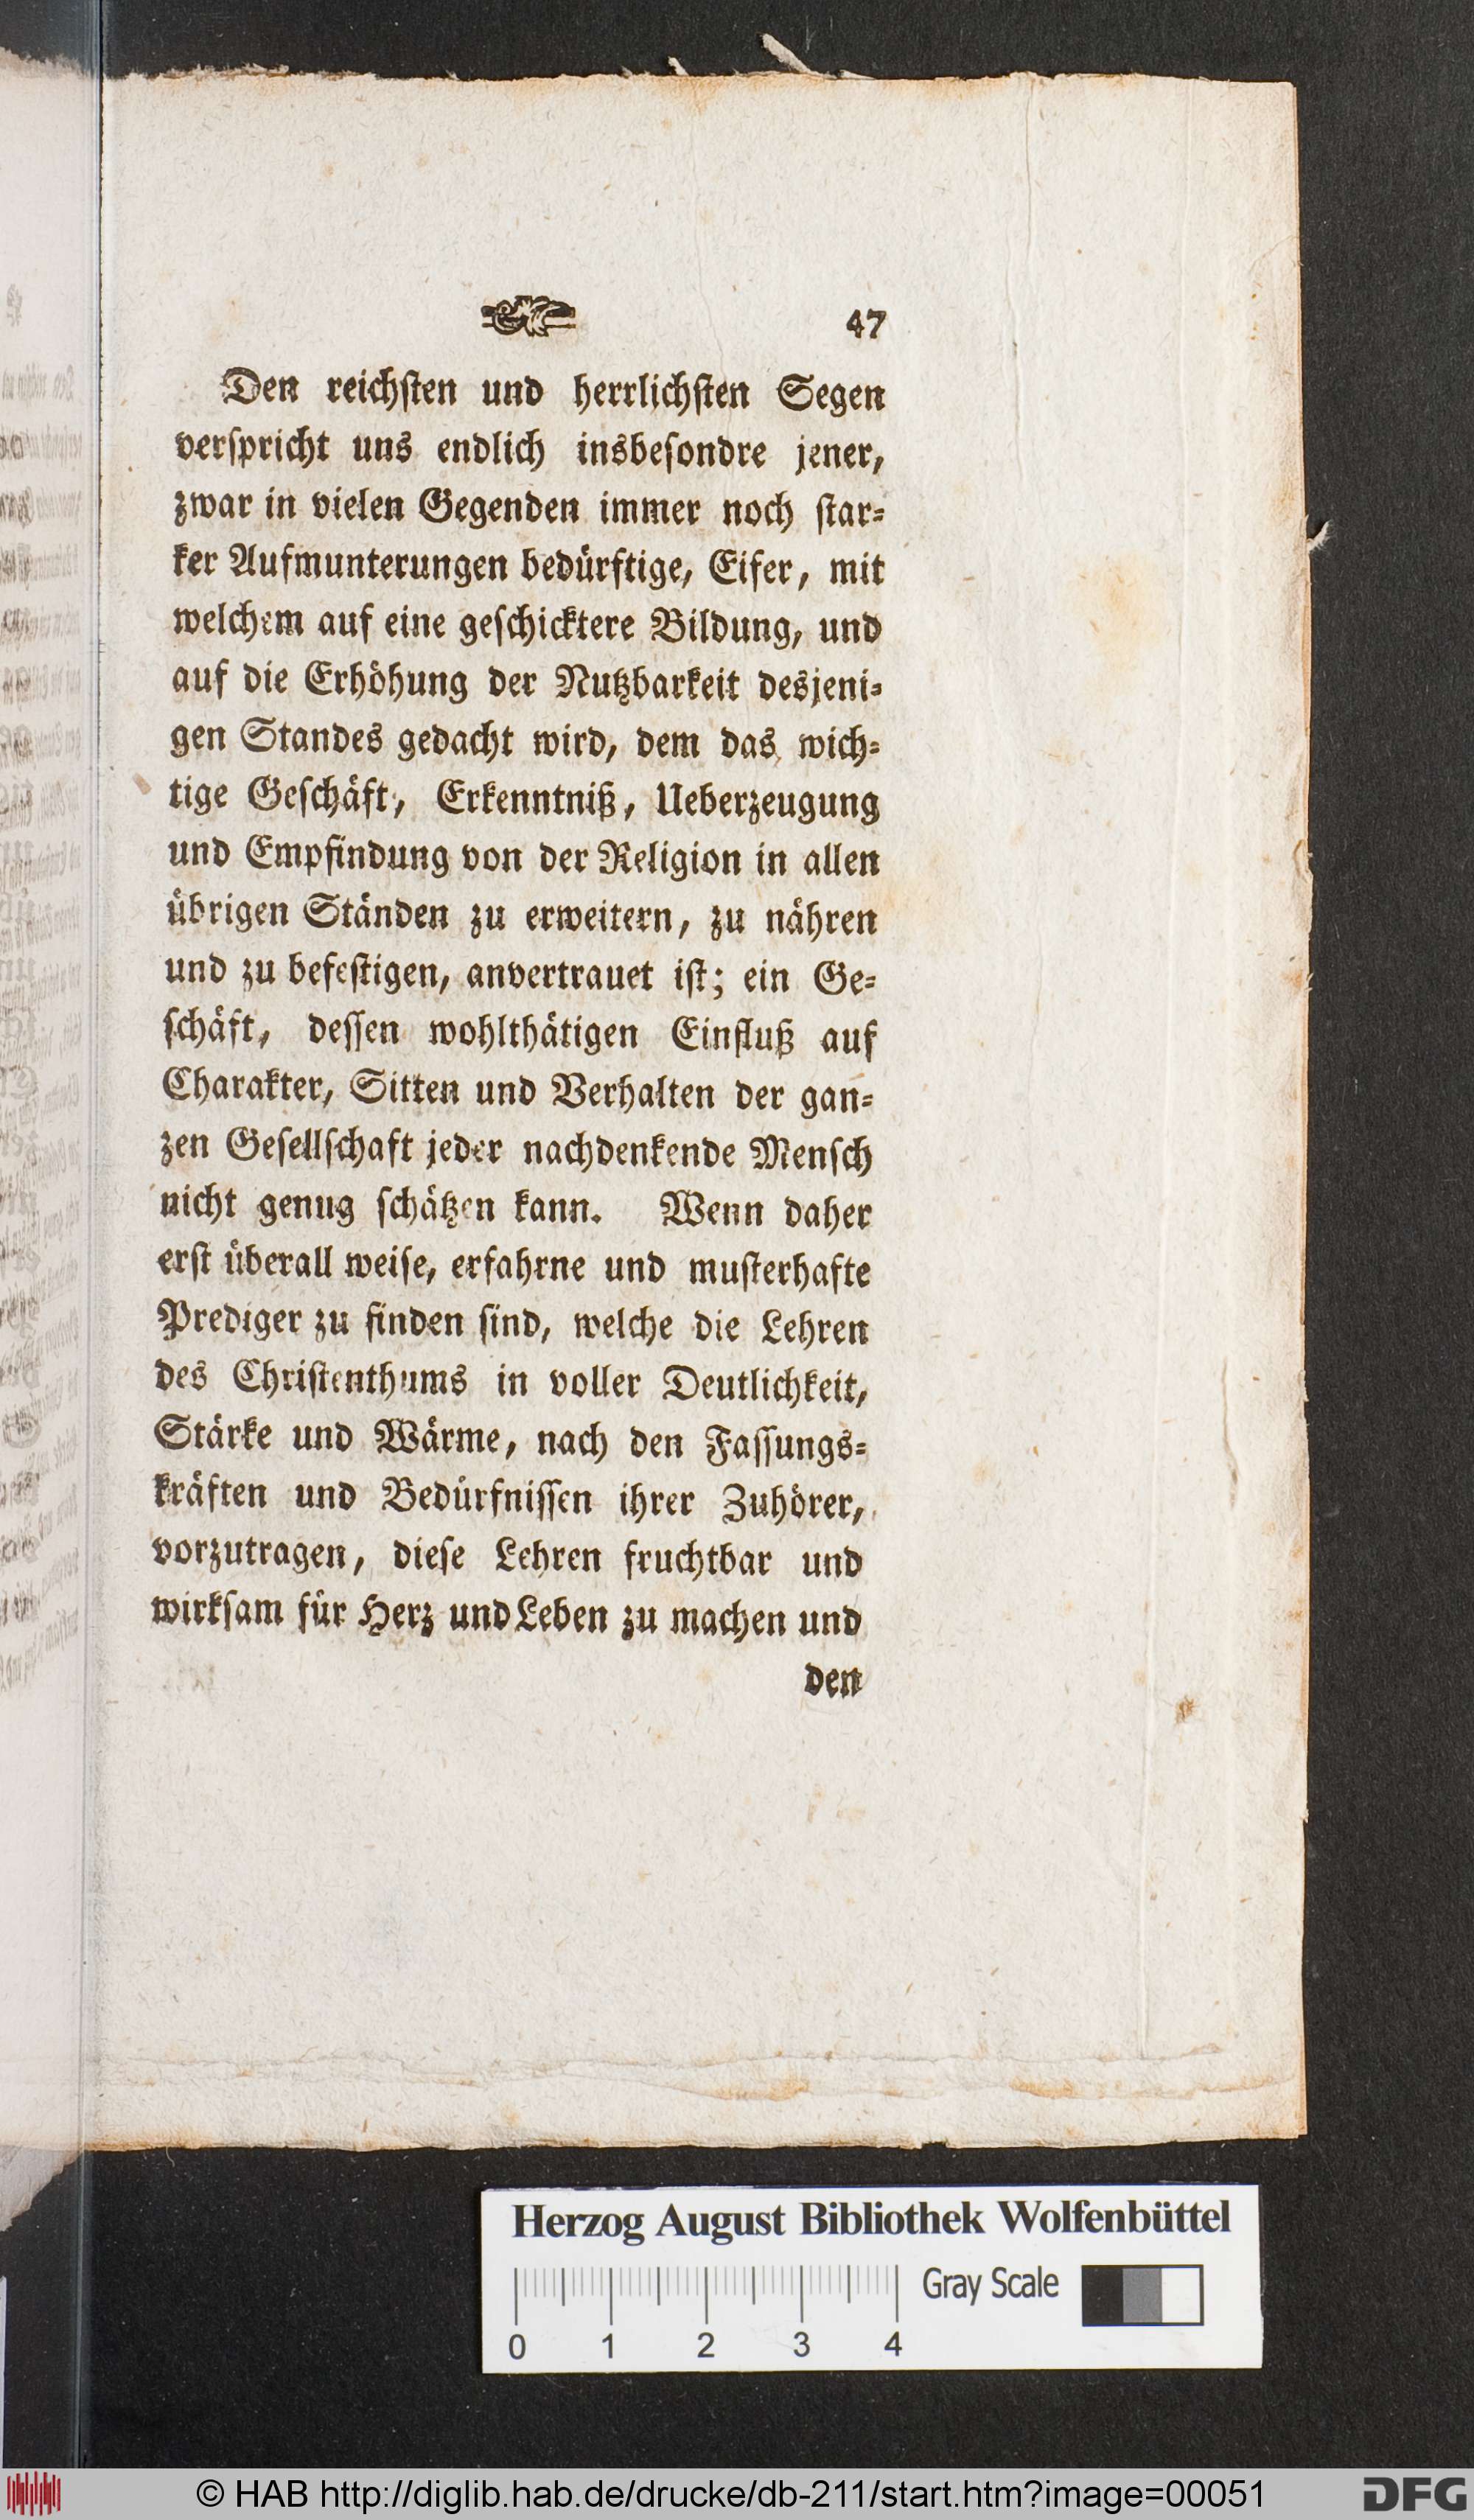 47
Den reichſten und herrlichſten Segen
verſpricht uns endlich insbeſondre jener,
zwar in vielen Gegenden immer noch ſtar⸗
ker Aufmunterungen bedürftige, Eifer, mit
welchem auf eine geſchicktere Bildung, und
auf die Erhöhung der Nutzbarkeit desjeni⸗
gen Standes gedacht wird, dem das wich⸗
tige Geſchäft, Erkenntniß, Ueberzeugung
und Empfindung von der Religion in allen
übrigen Ständen zu erweitern, zu nähren
und zu befeſtigen, anvertrauet iſt; ein Ge⸗
ſchäft, deſſen wohlthätigen Einfluß auf
Charakter, Sitten und Verhalten der gan⸗
zen Geſellſchaft jeder nachdenkende Menſch
nicht genug ſchätzen kann. Wenn daher
erſt überall weiſe, erfahrne und muſterhafte
Prediger zu finden ſind, welche die Lehren
des Chriſtenthums in voller Deutlichkeit,
Stärke und Wärme, nach den Faſſungs⸗
kräften und Bedürfniſſen ihrer Zuhörer,
vorzutragen, dieſe Lehren fruchtbar und
wirkſam für Herz und Leben zu machen und
den
Herzog August Bibliothek Wolfenbüttel
Gray Scale
0 1 2 3 4
© HAB http://diglib.hab.de/drucke/db-211/start.htm?image=00051
DFG